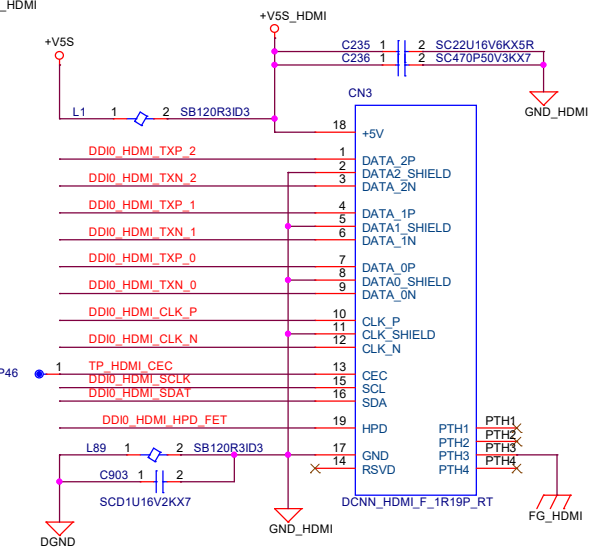 _HDMI
+V5S_HDMI
+V5S
C235 1 2 SC22U16V6KX5R
C236 1 2 SC470P50V3KX7
GND_HDMI
L1 1 2 SB120R3ID3
CN3
18 +5V
DDI0_HDMI_TXP_2 1 DATA_2P
2 DATA2_SHIELD
DDI0_HDMI_TXN_2 3 DATA_2N
DDI0_HDMI_TXP_1 4 DATA_1P
5 DATA1_SHIELD
DDI0_HDMI_TXN_1 6 DATA_1N
DDI0_HDMI_TXP_0 7 DATA_0P
8 DATA0_SHIELD
DDI0_HDMI_TXN_0 9 DATA_0N
DDI0_HDMI_CLK_P 10 CLK_P
11 CLK_SHIELD
DDI0_HDMI_CLK_N 12 CLK_N
P46 1 TP_HDMI_CEC 13 CEC
DDI0_HDMI_SCLK 15 SCL
DDI0_HDMI_SDAT 16 SDA
DDI0_HDMI_HPD_FET 19 HPD PTH1 PTH1
PTH2 PTH2
L89 1 2 SB120R3ID3 17 GND PTH3 PTH3
14 RSVD PTH4 PTH4
C903 1 2
SCD1U16V2KX7
DCNN_HDMI_F_1R19P_RT
DGND
GND_HDMI
FG_HDMI